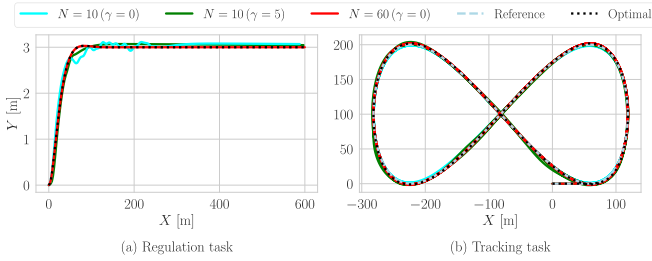 N = 10 (γ = 0) N = 10 (γ = 5) N = 60 (γ = 0) Reference Optimal
3
2
1
0
Y [m]
0 200 400 600
X [m]
(a) Regulation task
200
150
100
50
0
−300 −200 −100 0 100
X [m]
(b) Tracking task